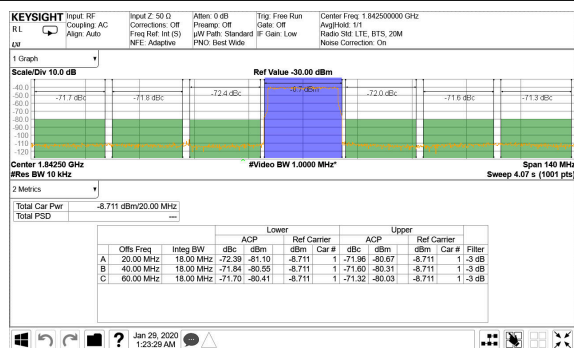 KEYSIGHT Input: RF Input Z: 50 Ω Atten: 0 dB Trig: Free Run Center Freq: 1.842500000 GHz
RL Coupling: AC Corrections: Off Preamp: Off Gate: Off Avg|Hold: 1/1
Align: Auto Freq Ref: Int (S) µW Path: Standard IF Gain: Low Radio Std: LTE, BTS, 20M
LXI NFE: Adaptive PNO: Best Wide Noise Correction: On
1 Graph
Scale/Div 10.0 dB Ref Value -30.00 dBm
-40.0
-50.0
-60.0
-70.0
-80.0
-90.0
-100
-110
-120
-71.7 dBc -71.8 dBc -72.4 dBc -8.7 dBm -72.0 dBc -71.6 dBc -71.3 dBc
Center 1.84250 GHz #Video BW 1.0000 MHz* Span 140 MHz
#Res BW 10 kHz Sweep 4.07 s (1001 pts)
2 Metrics
Total Car Pwr -8.711 dBm/20.00 MHz
Total PSD ---
Lower Upper
ACP Ref Carrier ACP Ref Carrier
Offs Freq Integ BW dBc dBm dBm Car # dBc dBm dBm Car # Filter
A 20.00 MHz 18.00 MHz -72.39 -81.10 -8.711 1 -71.96 -80.67 -8.711 1 -3 dB
B 40.00 MHz 18.00 MHz -71.84 -80.55 -8.711 1 -71.60 -80.31 -8.711 1 -3 dB
C 60.00 MHz 18.00 MHz -71.70 -80.41 -8.711 1 -71.32 -80.03 -8.711 1 -3 dB
? Jan 29, 2020
1:23:29 AM